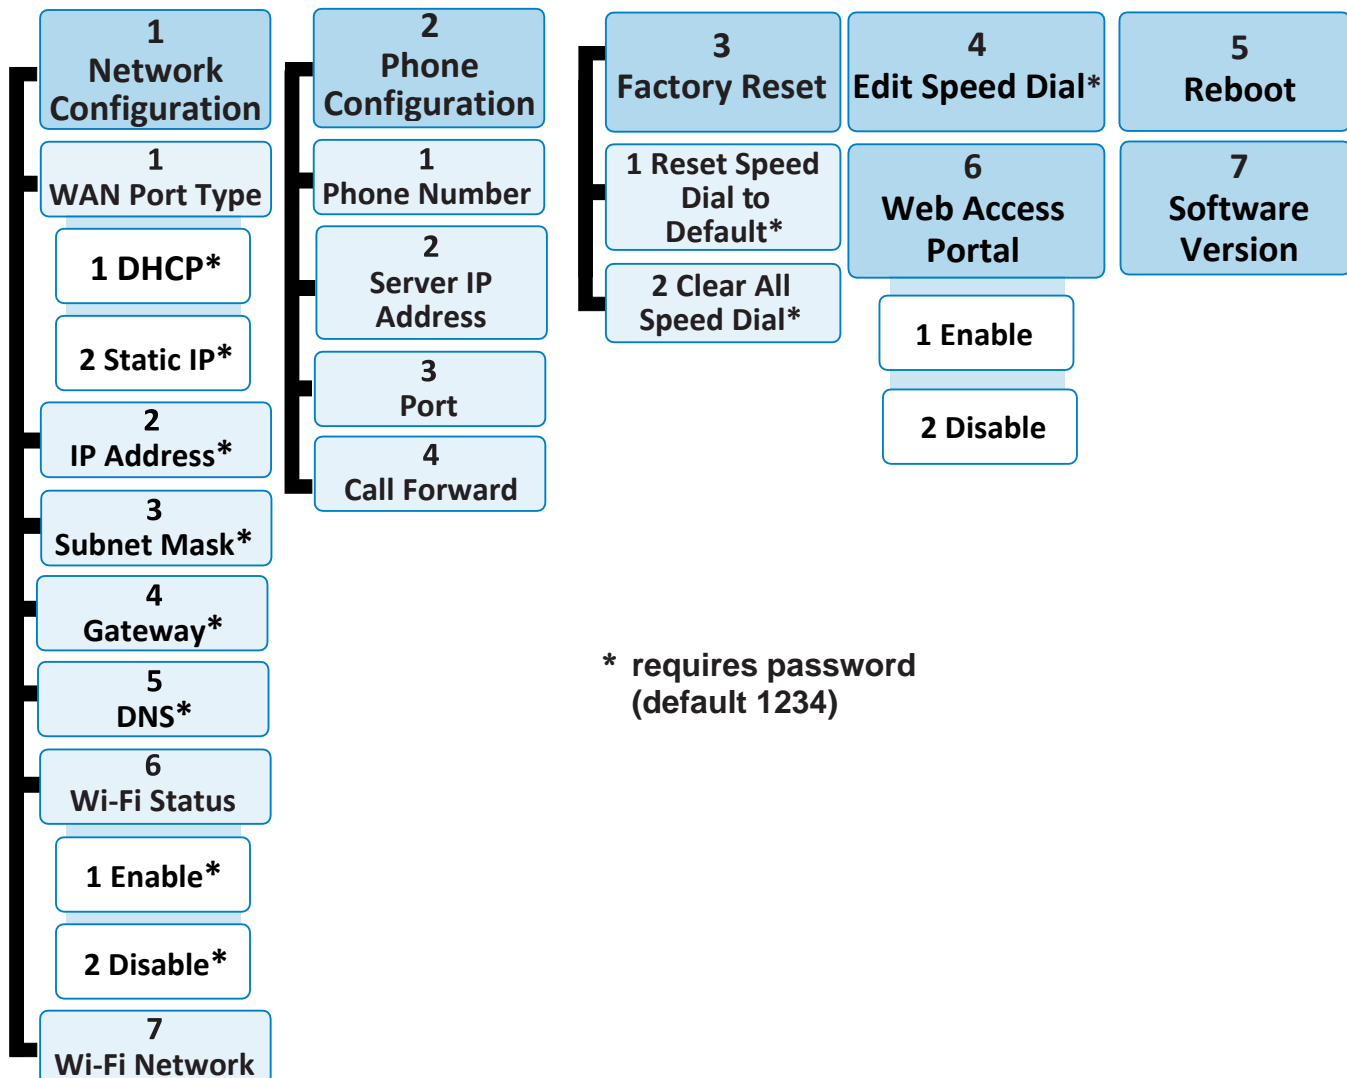 1
Network
Configuration
1
WAN Port Type
1 DHCP*
2 Static IP*
2
IP Address*
3
Subnet Mask*
4
Gateway*
5
DNS*
6
Wi-Fi Status
1 Enable*
2 Disable*
7
Wi-Fi Network
2
Phone
Configuration
1
Phone Number
2
Server IP
Address
3
Port
4
Call Forward
3
Factory Reset
1 Reset Speed
Dial to
Default*
2 Clear All
Speed Dial*
4
Edit Speed Dial*
6
Web Access
Portal
1 Enable
2 Disable
5
Reboot
7
Software
Version
* requires password
(default 1234)